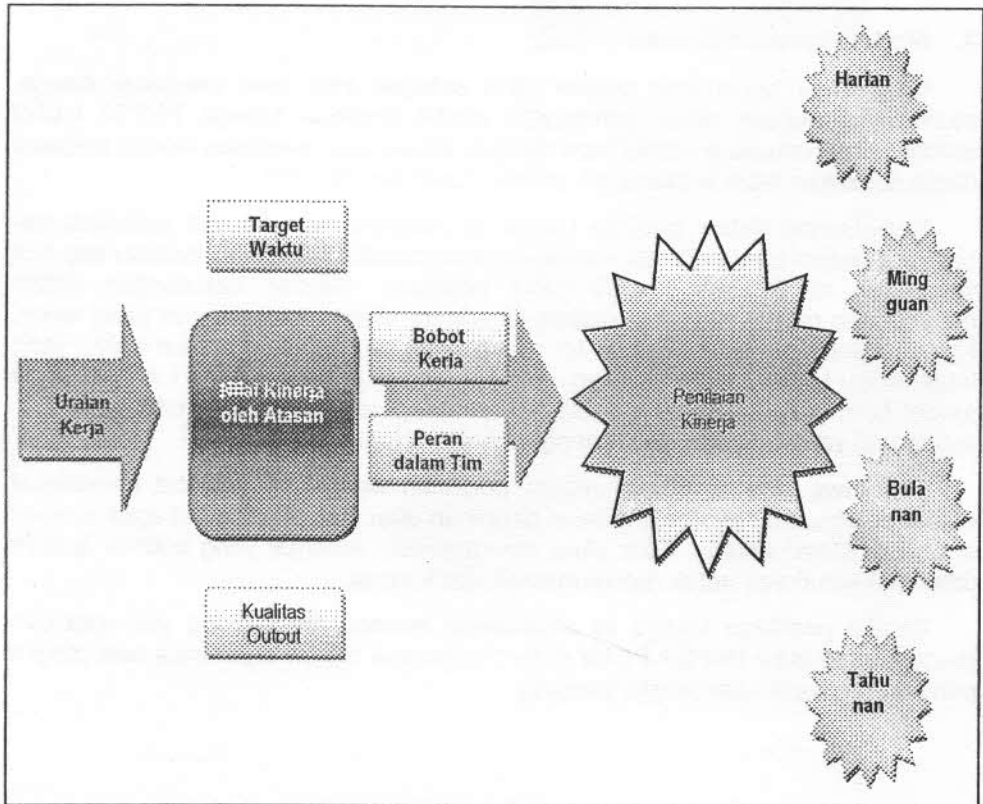 Harian
Target
Waktu
Ming
guan
Bobot
Kerja
Uraian
Kerja
Nilai Kinerja
oleh Atasan
Penilaian
Kinerja
Peran
dalam Tim
Bula
nan
Kualitas
Output
Tahu
nan